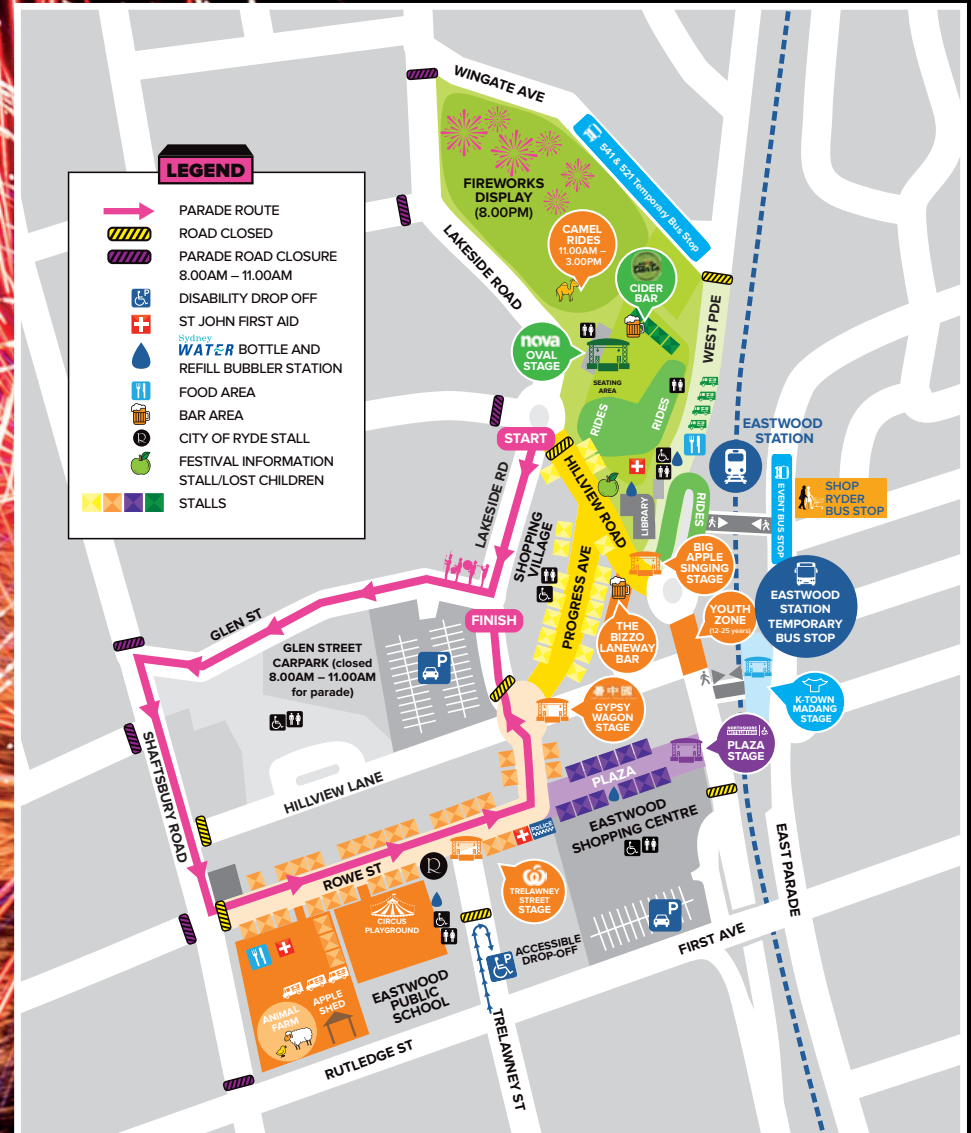 WINGATE AVE
541 & 521 Temporary Bus Stop
LEGEND
PARADE ROUTE
ROAD CLOSED
PARADE ROAD CLOSURE
8.00AM – 11.00AM
DISABILITY DROP OFF
ST JOHN FIRST AID
Sydney
WATER BOTTLE AND
REFILL BUBBLER STATION
FOOD AREA
BAR AREA
R CITY OF RYDE STALL
FESTIVAL INFORMATION
STALL/LOST CHILDREN
STALLS
FIREWORKS
DISPLAY
(8.00PM)
CAMEL
RIDES
11.00AM –
3.00PM
CIDER
BAR
LAKESIDE ROAD
WEST PDE
nova
OVAL
STAGE
SEATING
AREA
RIDES
RIDES
EASTWOOD
STATION
START
HILLVIEW ROAD
LIBRARY
RIDES
EVENT BUS STOP
SHOP
RYDER
BUS STOP
LAKESIDE RD
SHOPPING
VILLAGE
PROGRESS AVE
BIG
APPLE
SINGING
STAGE
EASTWOOD
STATION
TEMPORARY
BUS STOP
YOUTH
ZONE
(12-25 years)
THE
BIZZO
LANEWAY
BAR
FINISH
GLEN ST
GLEN STREET
CARPARK (closed
8.00AM – 11.00AM
for parade)
P
GYPSY
WAGON
STAGE
K-TOWN
MADANG
STAGE
NORTHSHORE
MITSUBISHI
PLAZA
STAGE
SHAFTSBURY ROAD
HILLVIEW LANE
PLAZA
EASTWOOD
SHOPPING CENTRE
POLICE
ROWE ST
R
TRELAWNEY
STREET
STAGE
CIRCUS
PLAYGROUND
P
EAST PARADE
FIRST AVE
P
ACCESSIBLE
DROP-OFF
EASTWOOD
PUBLIC
SCHOOL
APPLE
SHED
ANIMAL
FARM
TRELAWNEY ST
RUTLEDGE ST